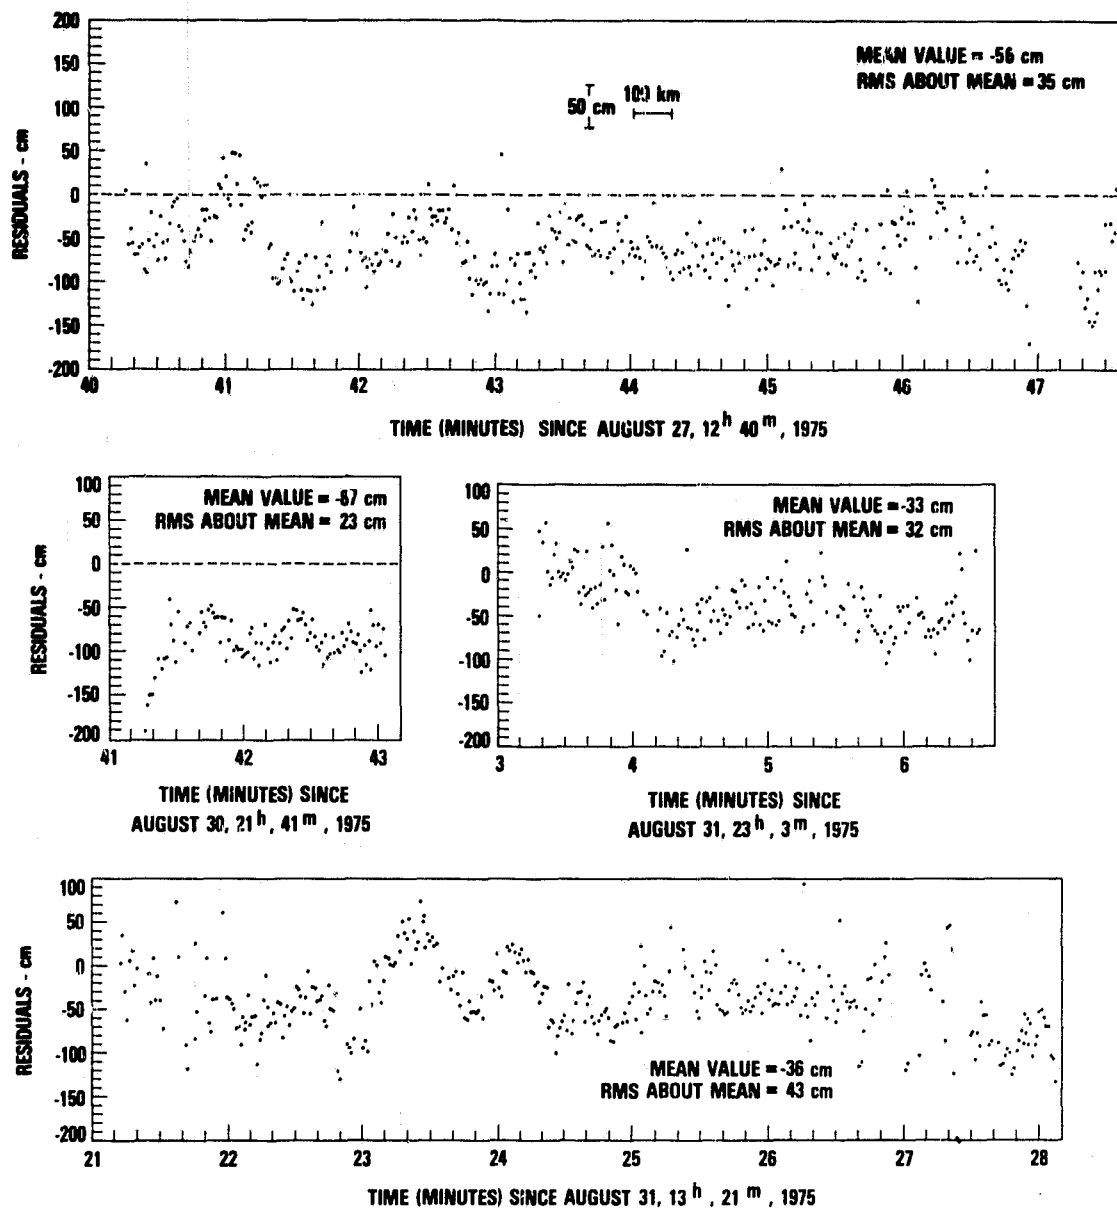 200
150
100
50
0
-50
-100
-150
-200
RESIDUALS - cm
MEAN VALUE = -56 cm
RMS ABOUT MEAN = 35 cm
50 cm
100 km
40 41 42 43 44 45 46 47
TIME (MINUTES) SINCE AUGUST 27, 12h 40m, 1975
100
50
0
-50
-100
-150
-200
RESIDUALS - cm
MEAN VALUE = -87 cm
RMS ABOUT MEAN = 23 cm
41 42 43
TIME (MINUTES) SINCE
AUGUST 30, 21h, 41m, 1975
100
50
0
-50
-100
-150
-200
MEAN VALUE = -33 cm
RMS ABOUT MEAN = 32 cm
3 4 5 6
TIME (MINUTES) SINCE
AUGUST 31, 23h, 3m, 1975
100
50
0
-50
-100
-150
-200
RESIDUALS - cm
MEAN VALUE = -36 cm
RMS ABOUT MEAN = 43 cm
21 22 23 24 25 26 27 28
TIME (MINUTES) SINCE AUGUST 31, 13h, 21m, 1975